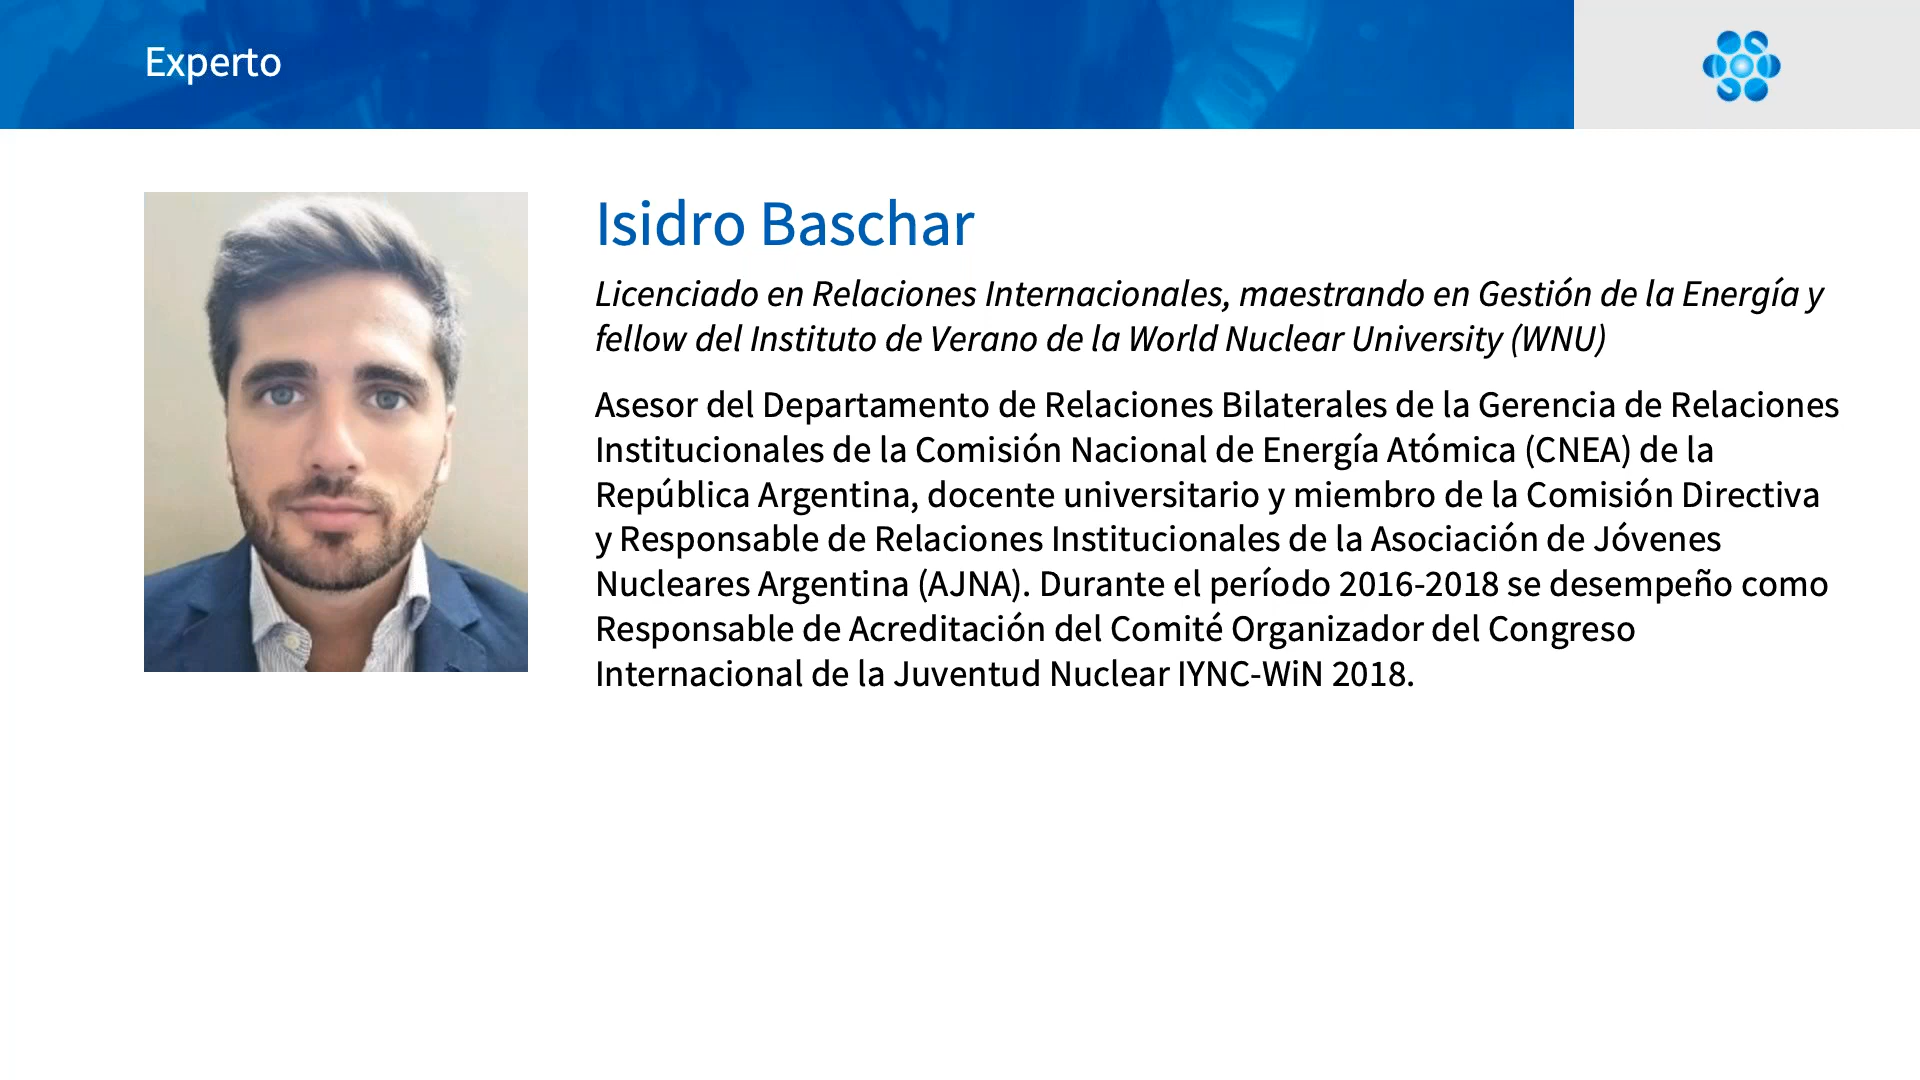 Experto
Isidro Baschar
Licenciado en Relaciones Internacionales, maestrando en Gestión de la Energía y
fellow del Instituto de Verano de la World Nuclear University (WNU)
Asesor del Departamento de Relaciones Bilaterales de la Gerencia de Relaciones
Institucionales de la Comisión Nacional de Energía Atómica (CNEA) de la
República Argentina, docente universitario y miembro de la Comisión Directiva
y Responsable de Relaciones Institucionales de la Asociación de Jóvenes
Nucleares Argentina (AJNA). Durante el período 2016-2018 se desempeño como
Responsable de Acreditación del Comité Organizador del Congreso
Internacional de la Juventud Nuclear IYNC-WiN 2018.